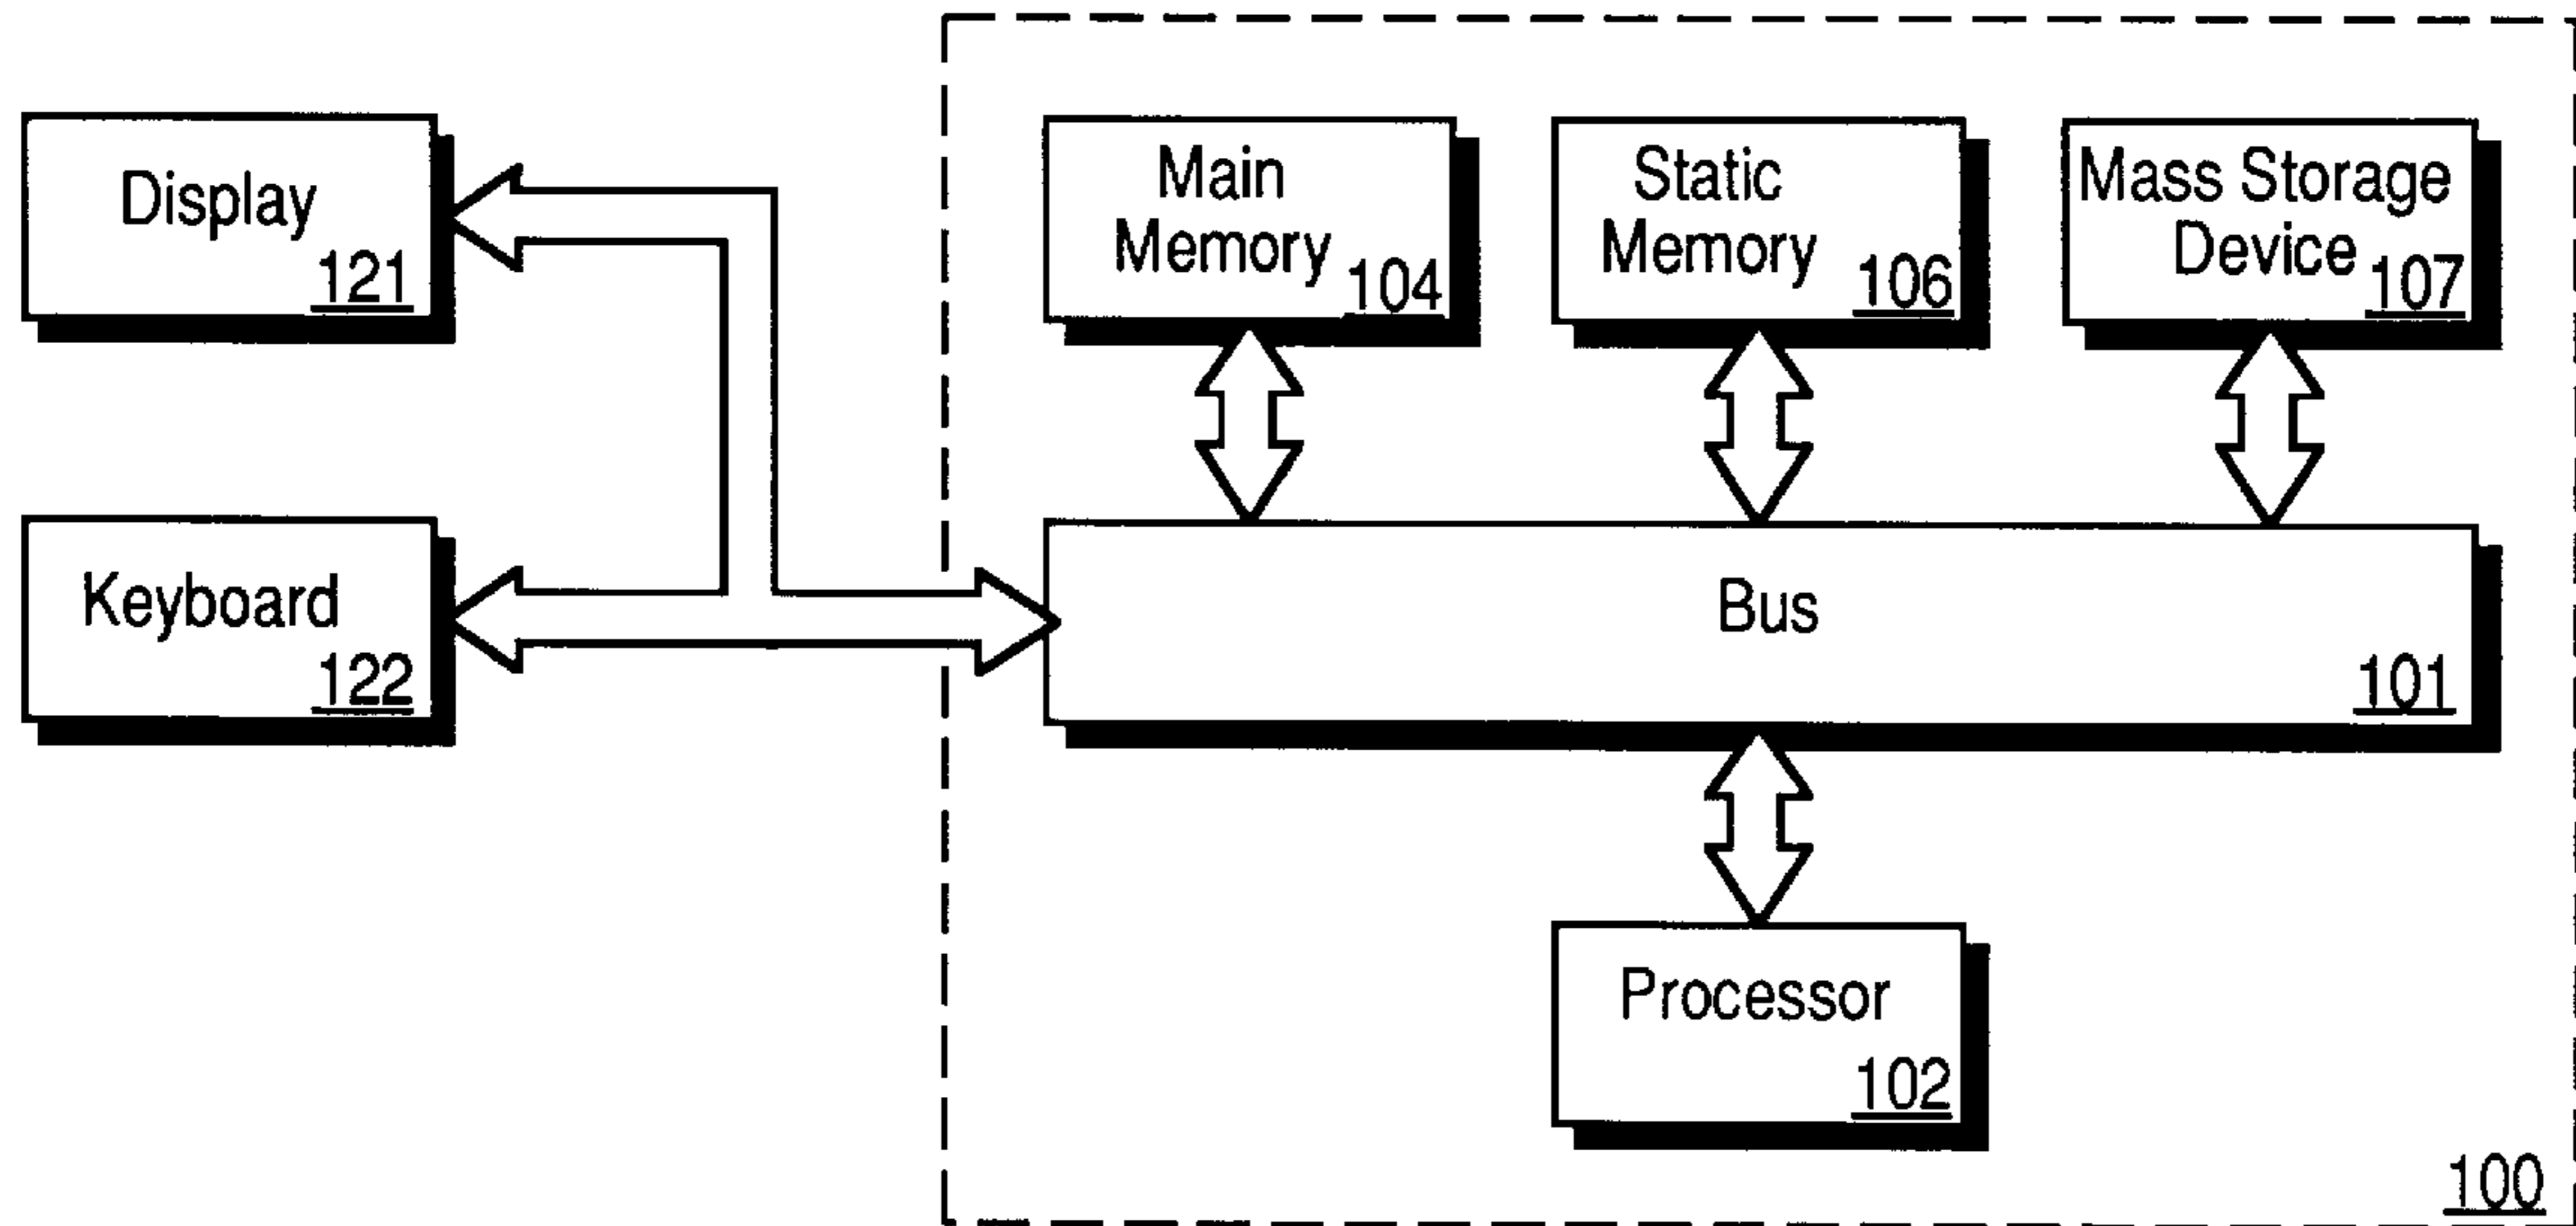 Display
121
Main
Memory
104
Static
Memory
106
Mass Storage
Device
107
Keyboard
122
Bus
101
Processor
102
100